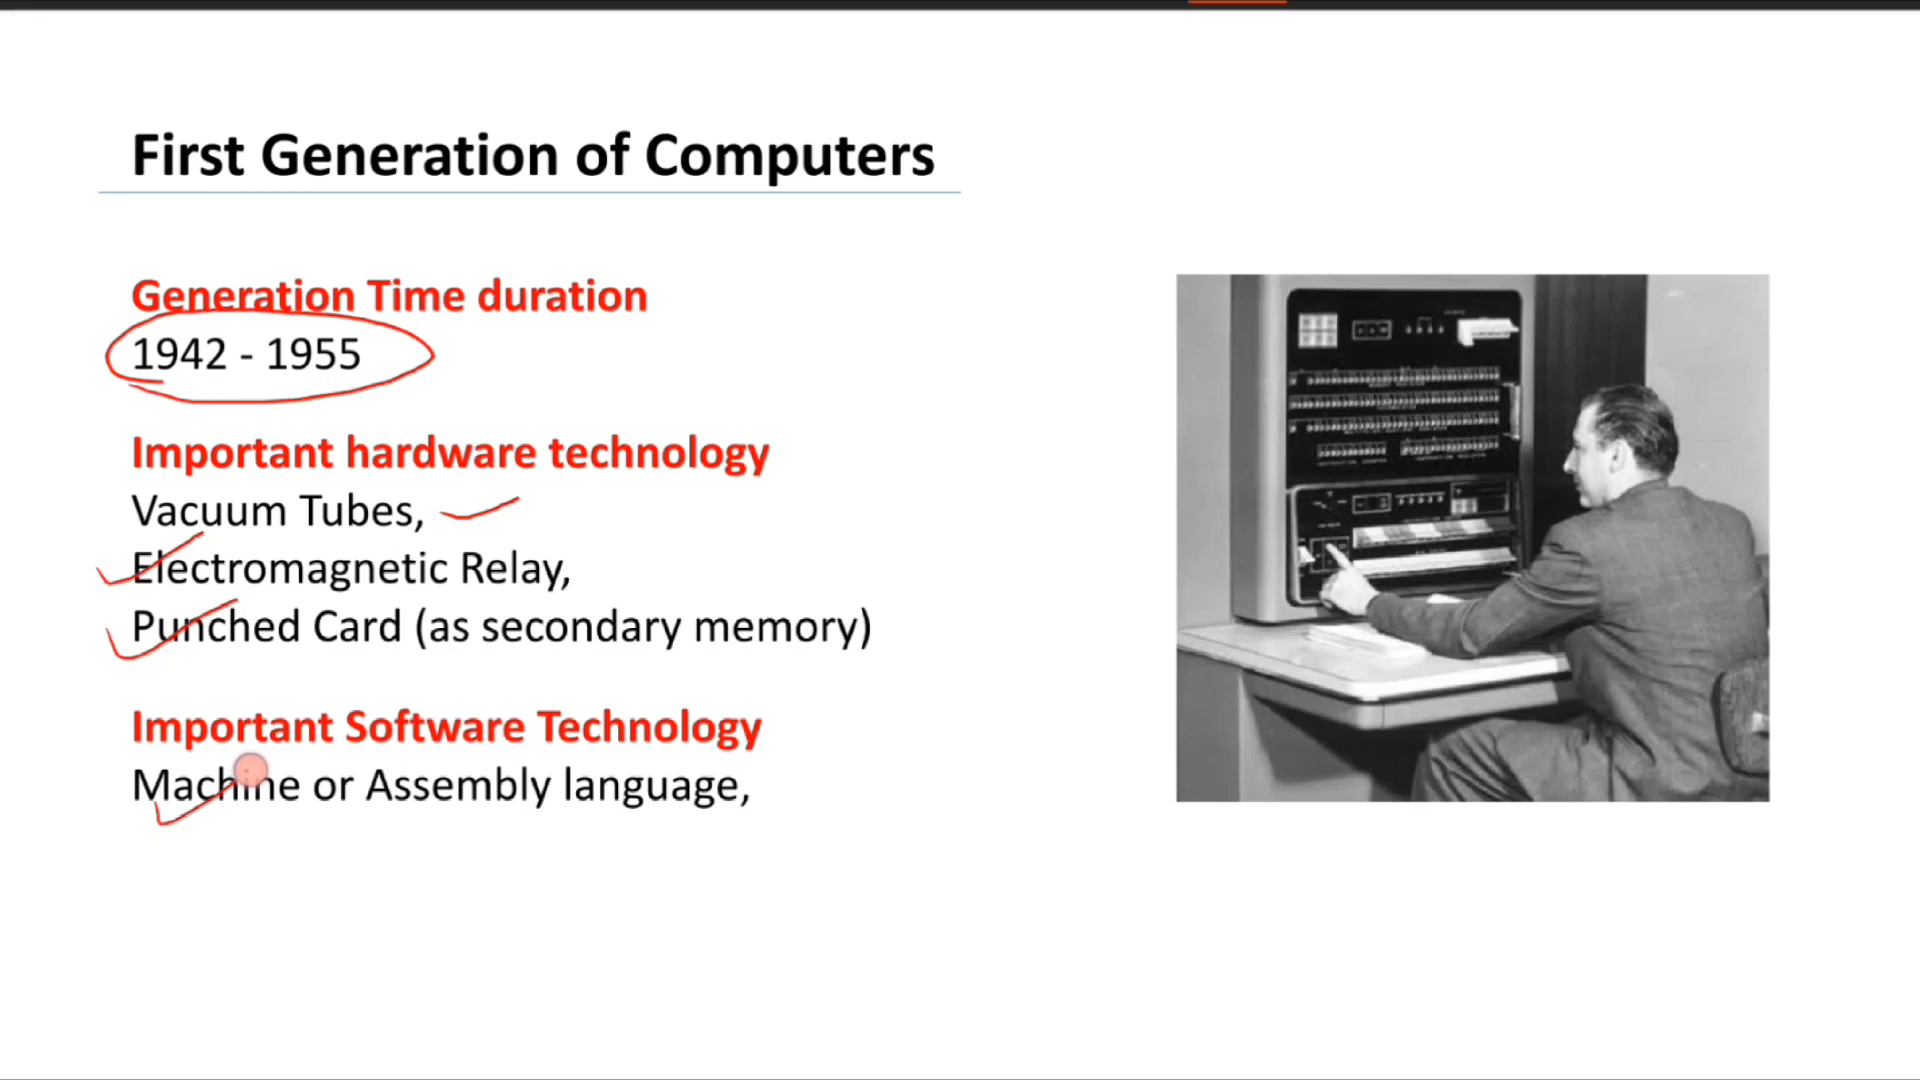 First Generation of Computers
Generation Time duration
1942 - 1955
Important hardware technology
Vacuum Tubes,
Electromagnetic Relay,
Punched Card (as secondary memory)
Important Software Technology
Machine or Assembly language,